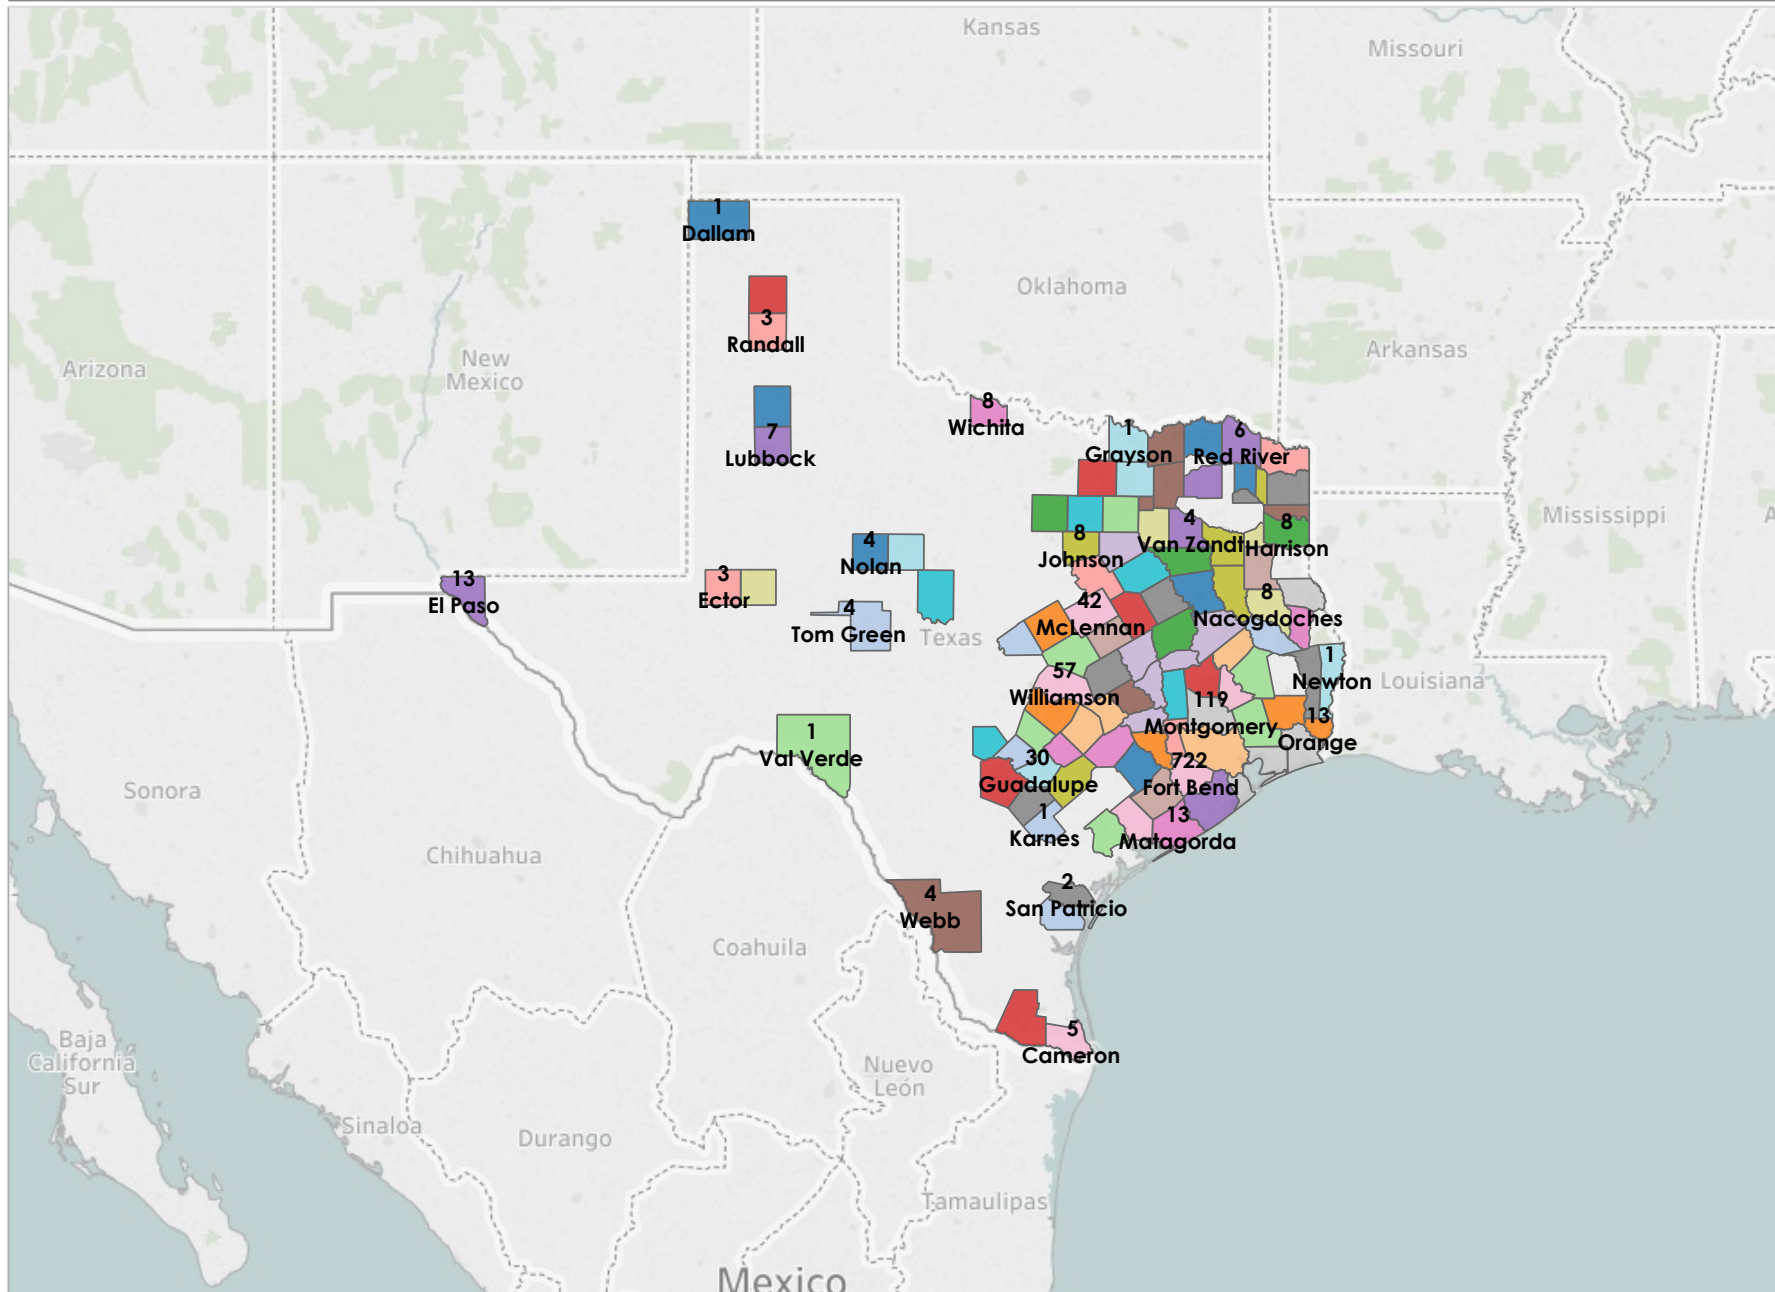 Kansas
Missouri
1
Dallam
Oklahoma
3
Randall
Arizona
New
Mexico
Arkansas
8
Wichita
7
Lubbock
1
Grayson
6
Red River
Mississippi
4
Van Zandt
8
Harrison
8
Johnson
4
Nolan
3
Ector
13
El Paso
4
Tom Green
Texas
42
McLennan
8
Nacogdoches
1
Newton
57
Williamson
Louisiana
119
Montgomery
13
Orange
1
Val Verde
30
Guadalupe
722
Fort Bend
Sonora
1
Karnes
13
Matagorda
Chihuahua
2
San Patricio
4
Webb
Coahuila
5
Cameron
Baja
California
Sur
Nuevo
León
Sinaloa
Durango
Tamaulipas
Mexico